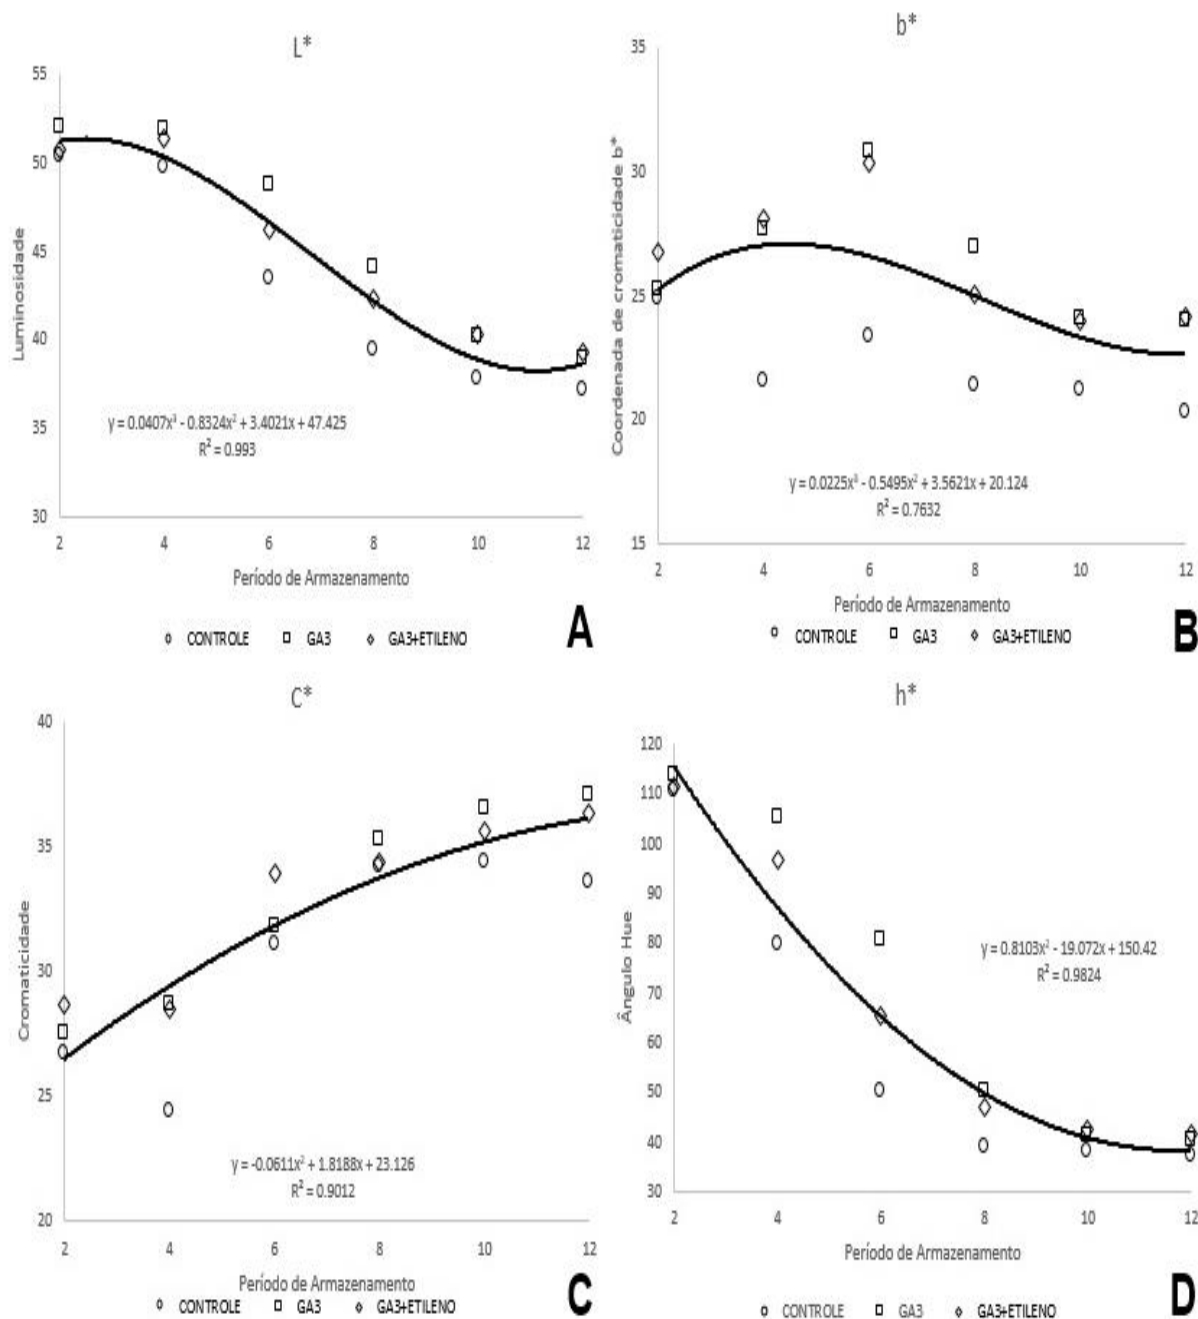 L*
55
50
45
40
35
30
Luminosidade
y = 0.0407x³ - 0.8324x² + 3.4021x + 47.425
R² = 0.993
2 4 6 8 10 12
Período de Armazenamento
CONTROLE GA3 GA3+ETILENO
A
b*
35
30
25
20
15
Coordenada de cromaticidade b*
y = 0.0225x³ - 0.5495x² + 3.5621x + 20.124
R² = 0.7632
2 4 6 8 10 12
Período de Armazenamento
CONTROLE GA3 GA3+ETILENO
B
C*
40
35
30
25
20
Cromaticidade
y = -0.0611x² + 1.8188x + 23.126
R² = 0.9012
2 4 6 8 10 12
Período de Armazenamento
CONTROLE GA3 GA3+ETILENO
C
h*
120
110
100
90
80
70
60
50
40
30
Ângulo Hue
y = 0.8103x² - 19.072x + 150.42
R² = 0.9824
2 4 6 8 10 12
Período de Armazenamento
CONTROLE GA3 GA3+ETILENO
D